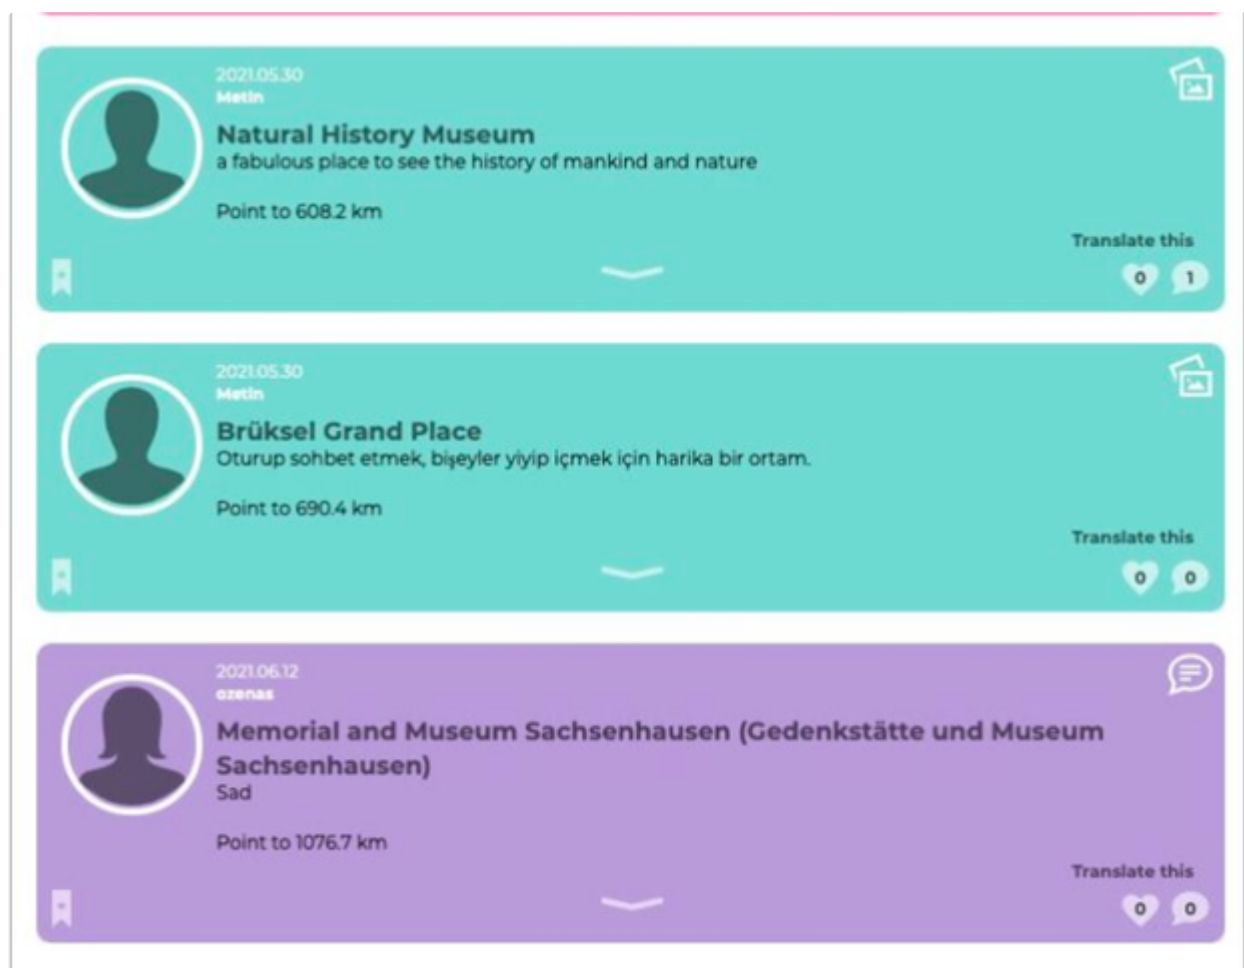 2021.05.30
Metin
Natural History Museum
a fabulous place to see the history of mankind and nature
Point to 608.2 km
Translate this
0 1
2021.05.30
Metin
Brüksel Grand Place
Oturup sohbet etmek, bişeyler yiyip içmek için harika bir ortam.
Point to 690.4 km
Translate this
0 0
2021.06.12
ozenas
Memorial and Museum Sachsenhausen (Gedenkstätte und Museum
Sachsenhausen)
Sad
Point to 1076.7 km
Translate this
0 0